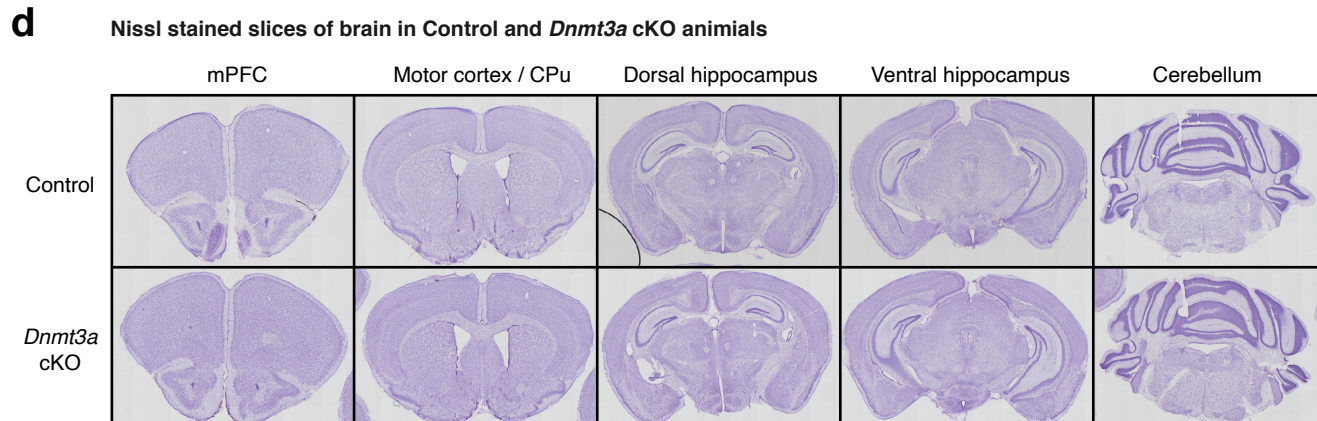 d
Nissl stained slices of brain in Control and Dnmt3a cKO animials
mPFC
Motor cortex / CPu
Dorsal hippocampus
Ventral hippocampus
Cerebellum
Control
Dnmt3a
cKO